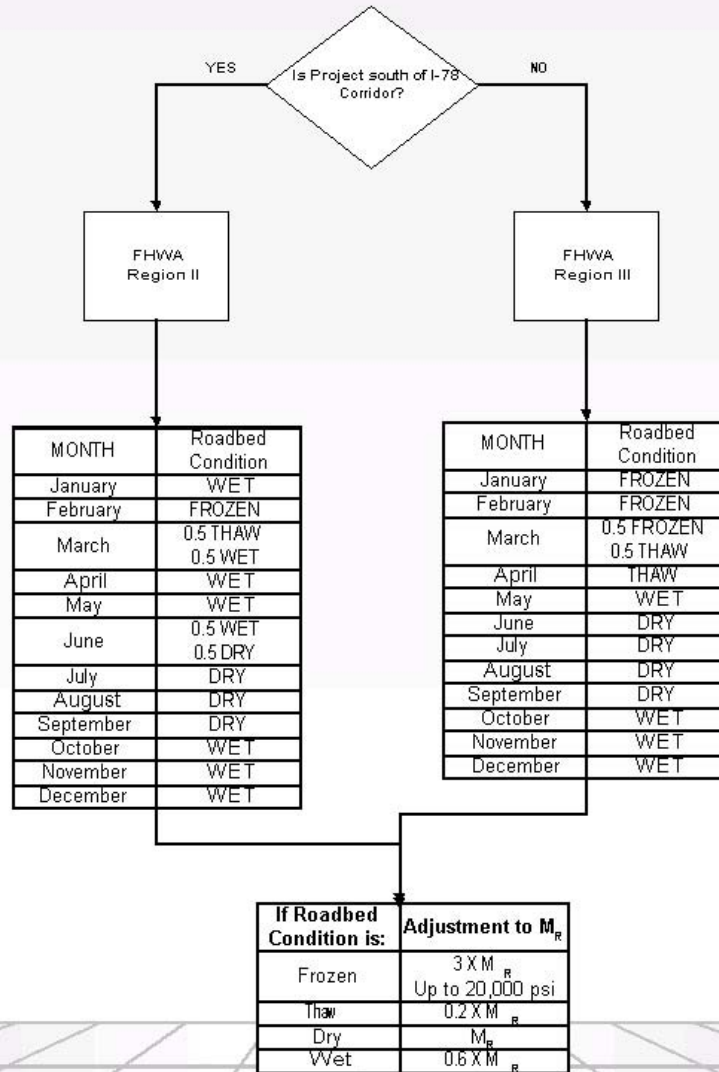 YES
Is Project south of I-78
Corridor?
NO
FHWA
Region II
FHWA
Region III
MONTH Roadbed
Condition
January WET
February FROZEN
March 0.5 THAW
0.5 WET
April WET
May WET
June 0.5 WET
0.5 DRY
July DRY
August DRY
September DRY
October WET
November WET
December WET
MONTH Roadbed
Condition
January FROZEN
February FROZEN
March 0.5 FROZEN
0.5 THAW
April THAW
May WET
June DRY
July DRY
August DRY
September DRY
October WET
November WET
December WET
If Roadbed
Condition is: Adjustment to MR
Frozen 3 X M R
Up to 20,000 psi
Thaw 0.2 X M R
Dry MR
Wet 0.6 X M R